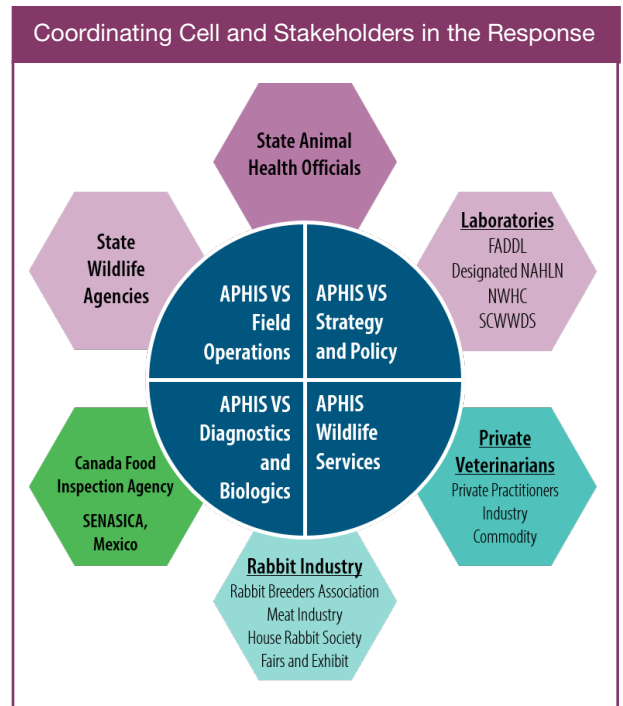 Coordinating Cell and Stakeholders in the Response
State Animal
Health Officials
State
Wildlife
Agencies
Laboratories
FADDL
Designated NAHLN
NWHC
SCWWDS
APHIS VS
Field
Operations
APHIS VS
Strategy
and Policy
APHIS VS
Diagnostics
and
Biologics
APHIS
Wildlife
Services
Canada Food
Inspection Agency
SENASICA,
Mexico
Private
Veterinarians
Private Practitioners
Industry
Commodity
Rabbit Industry
Rabbit Breeders Association
Meat Industry
House Rabbit Society
Fairs and Exhibit